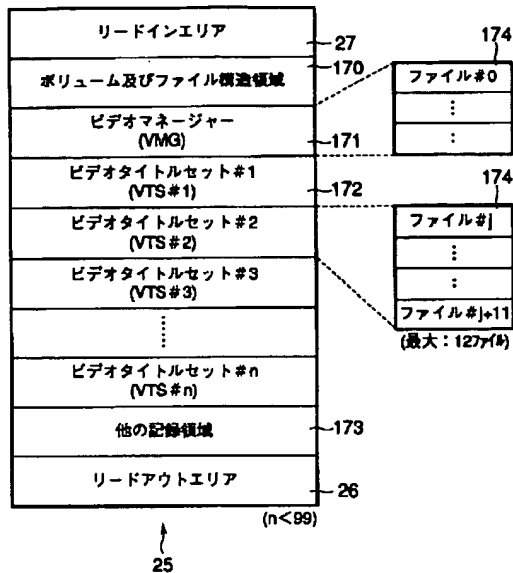 リードインエリア
27
170
ボリューム及びファイル構造領域
ビデオマネージャー
(VMG)
171
ビデオタイトルセット#1
(VTS#1)
172
ビデオタイトルセット#2
(VTS#2)
ビデオタイトルセット#3
(VTS#3)
ビデオタイトルセット#n
(VTS#n)
他の記録領域
173
リードアウトエリア
26
(n<99)
25
174
ファイル#0
174
ファイル#j
ファイル#j+11
(最大:127ファイル)